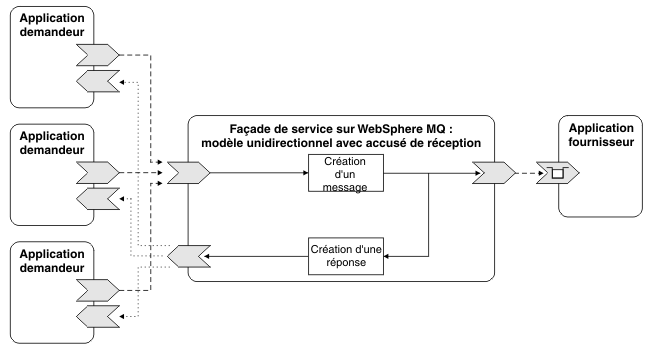 Application
demandeur
Application
demandeur
Application
demandeur
Façade de service sur WebSphere MQ :
modèle unidirectionnel avec accusé de réception
Création
d'un
message
Création d'une
réponse
Application
fournisseur